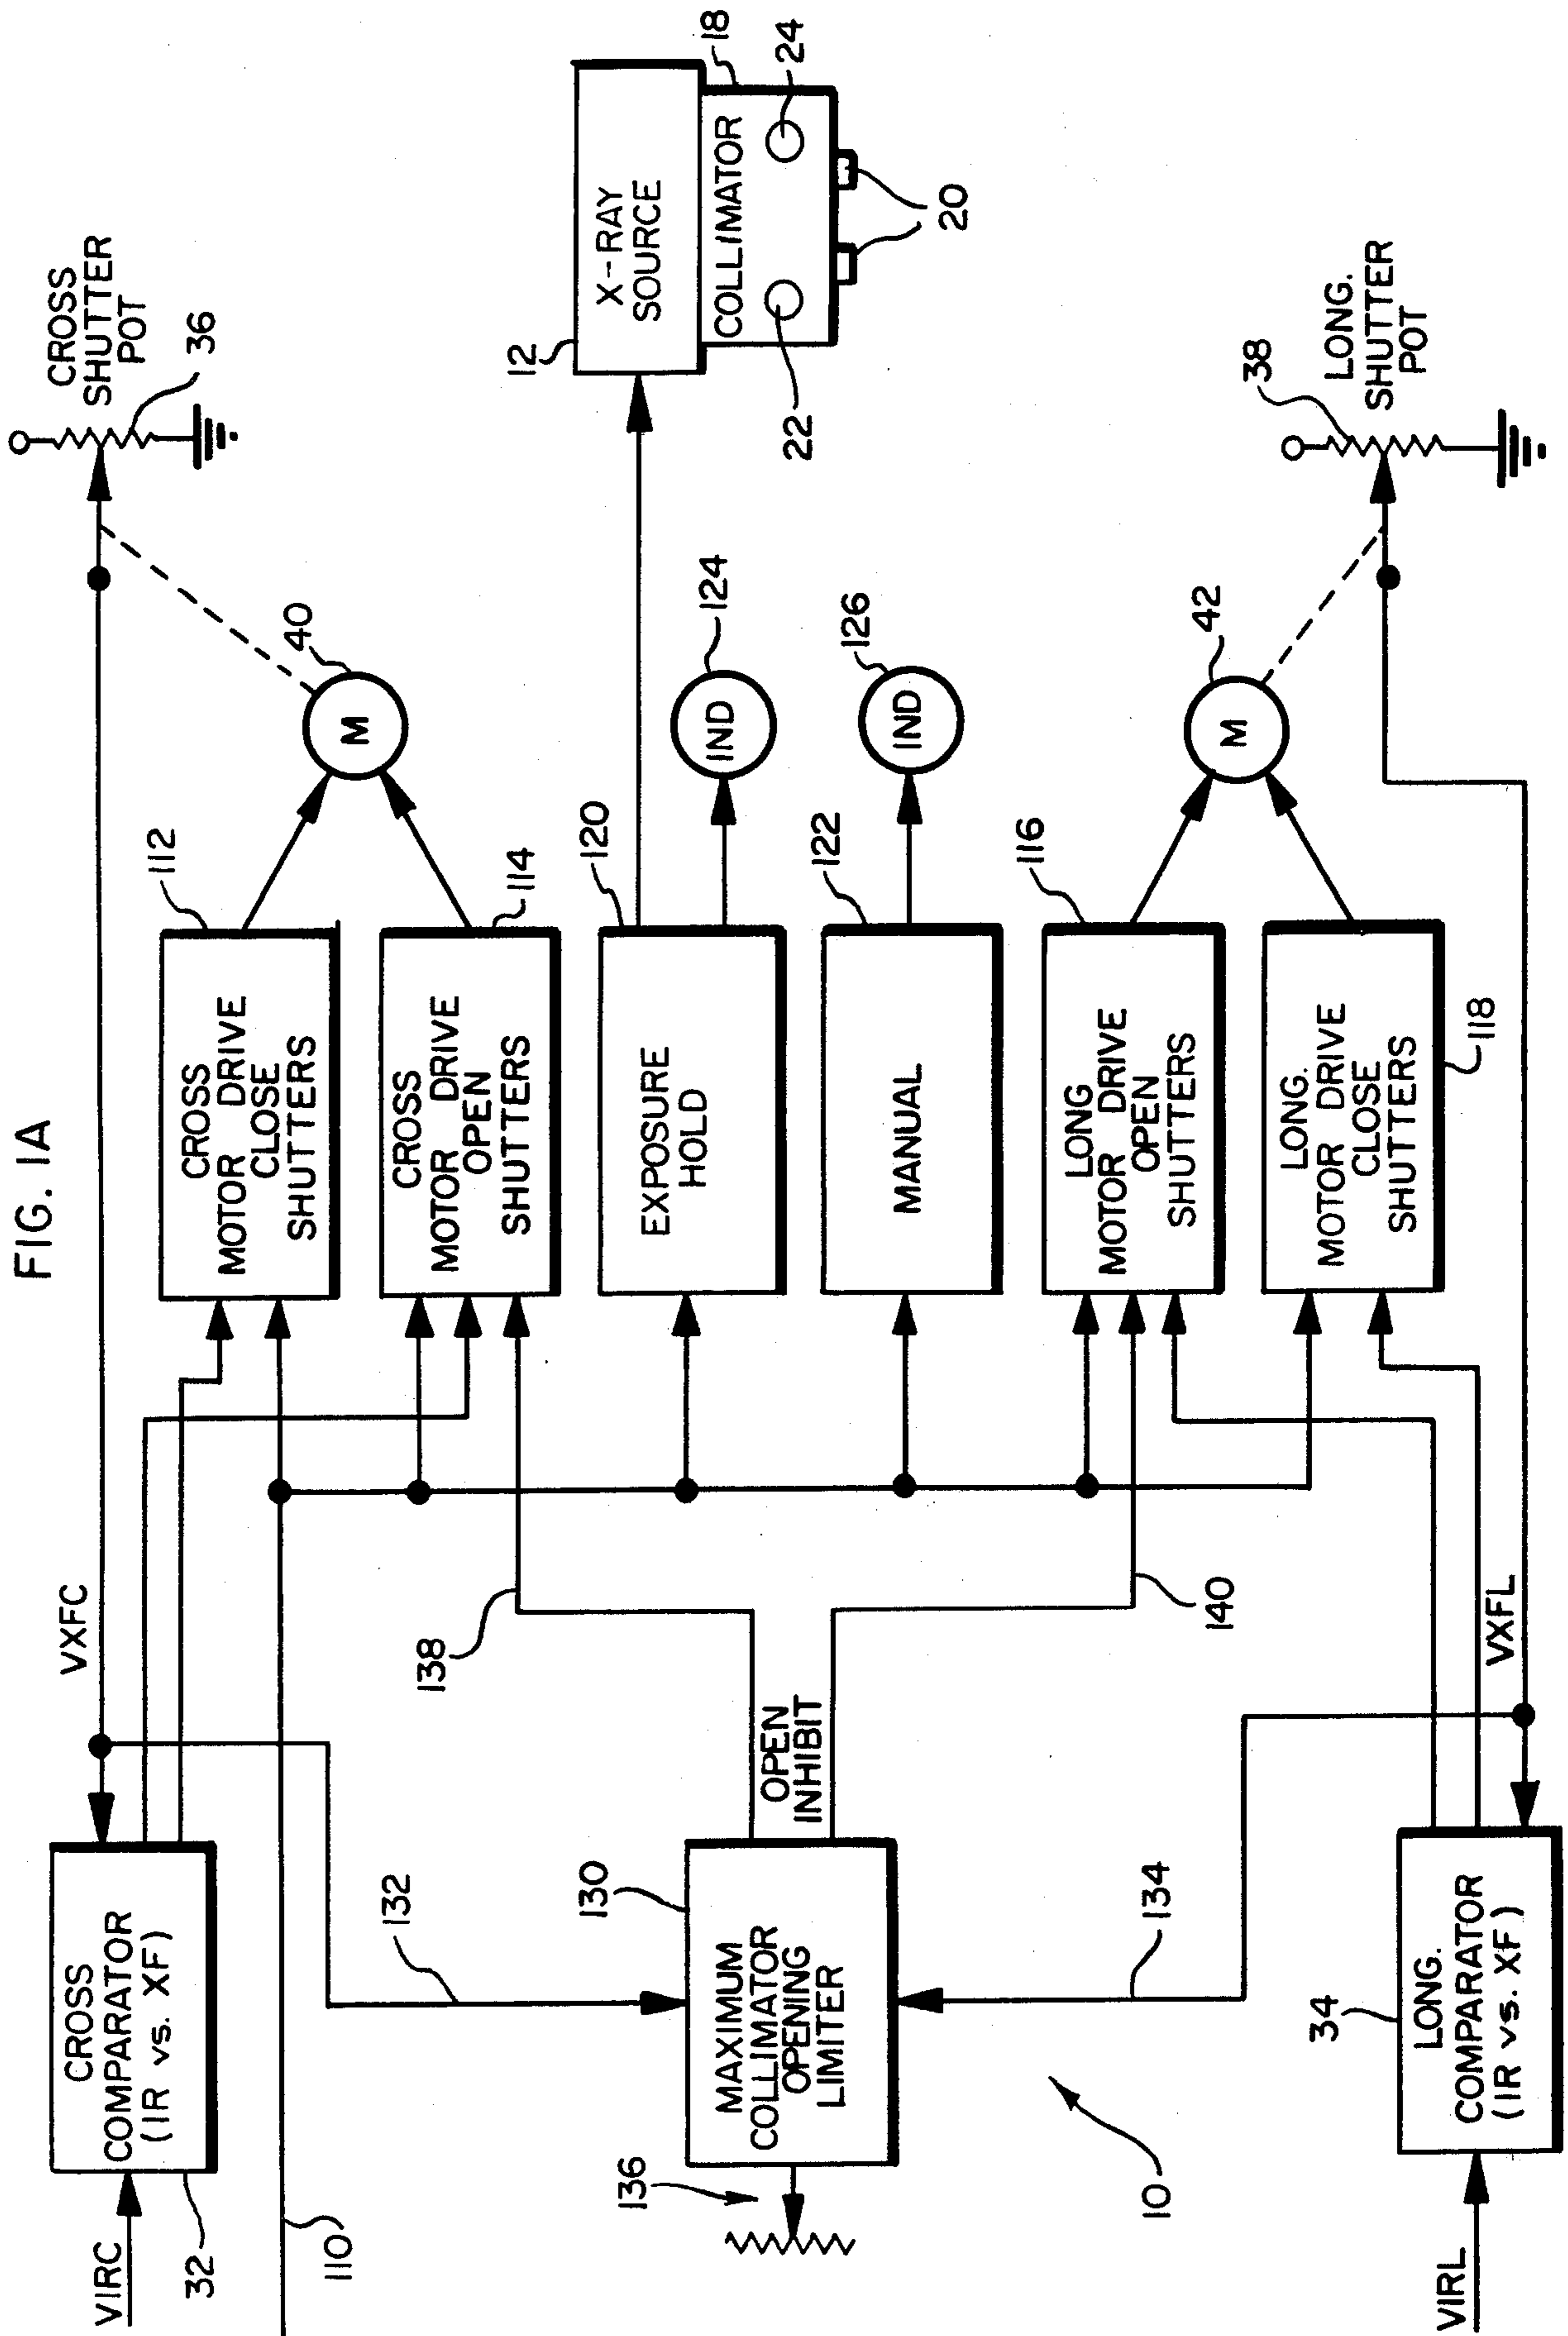 FIG. 1A
VIRC
32
CROSS
COMPARATOR
(IR vs. XF)
VXFC
CROSS
SHUTTER
POT
36
110
132
CROSS
MOTOR DRIVE
CLOSE
SHUTTERS
112
40
M
138
CROSS
MOTOR DRIVE
OPEN
SHUTTERS
114
136
MAXIMUM
COLLIMATOR
OPENING
LIMITER
130
OPEN
INHIBIT
EXPOSURE
HOLD
120
IND
124
12
X-RAY
SOURCE
COLLIMATOR
18
22
24
20
MANUAL
122
IND
126
10
134
140
LONG
MOTOR DRIVE
OPEN
SHUTTERS
116
M
42
LONG.
MOTOR DRIVE
CLOSE
SHUTTERS
118
38
LONG.
SHUTTER
POT
VIRL
34
LONG.
COMPARATOR
(IR vs. XF)
VXFL